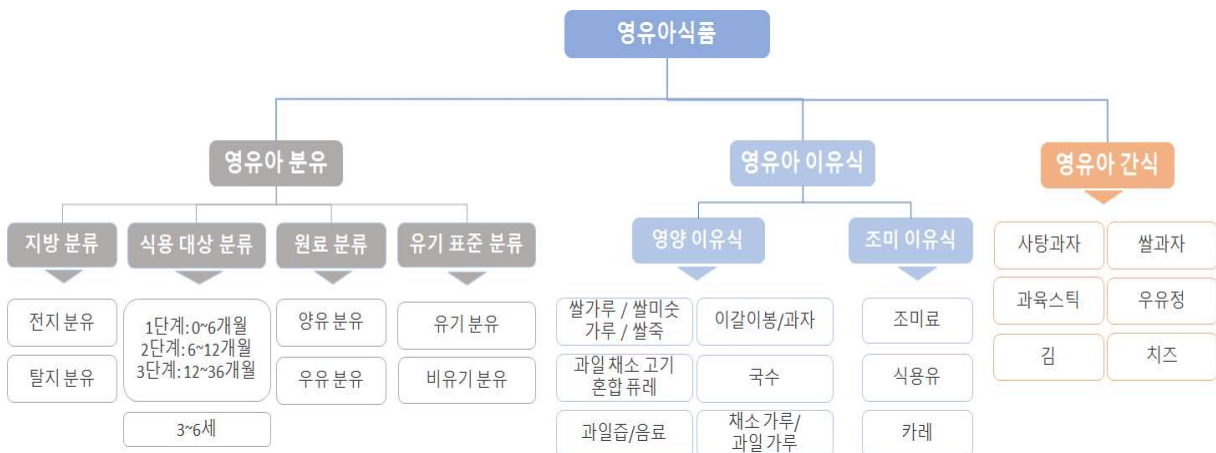 영유아식품
영유아 분유
영유아 이유식
영유아 간식
지방 분류
식용 대상 분류
원료 분류
유기 표준 분류
영양 이유식
조미 이유식
전지 분유
탈지 분유
1단계: 0~6개월
2단계: 6~12개월
3단계: 12~36개월
3~6세
양유 분유
우유 분유
유기 분유
비유기 분유
쌀가루 / 쌀미숫
가루 / 쌀죽
이갈이봉/과자
과일 채소 고기
혼합 퓨레
국수
과일즙/음료
채소 가루/
과일 가루
조미료
식용유
카레
사탕과자
쌀과자
과육스틱
우유정
김
치즈